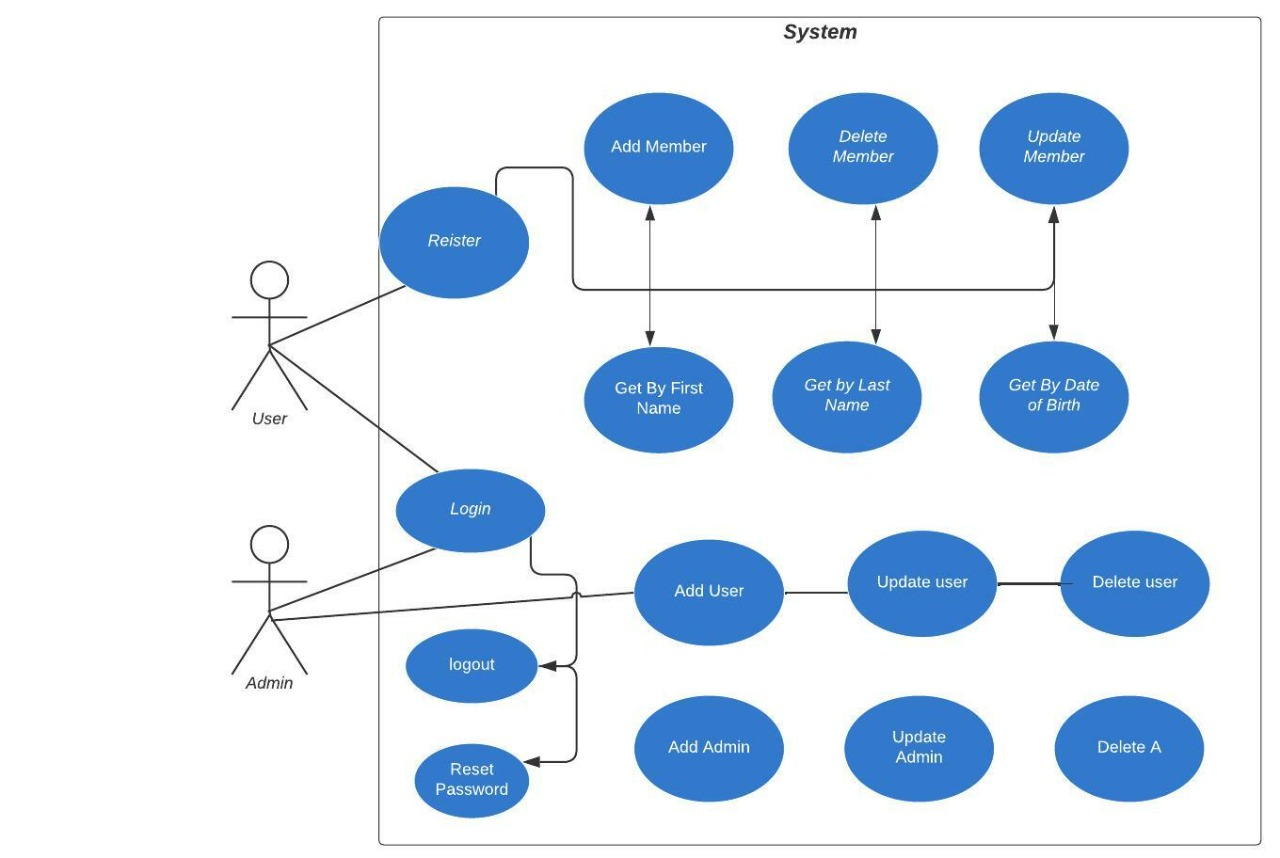 System
Add Member
Delete
Member
Update
Member
Reister
Get By First
Name
Get by Last
Name
Get By Date
of Birth
User
Login
Add User
Update user
Delete user
logout
Admin
Add Admin
Update
Admin
Delete A
Reset
Password